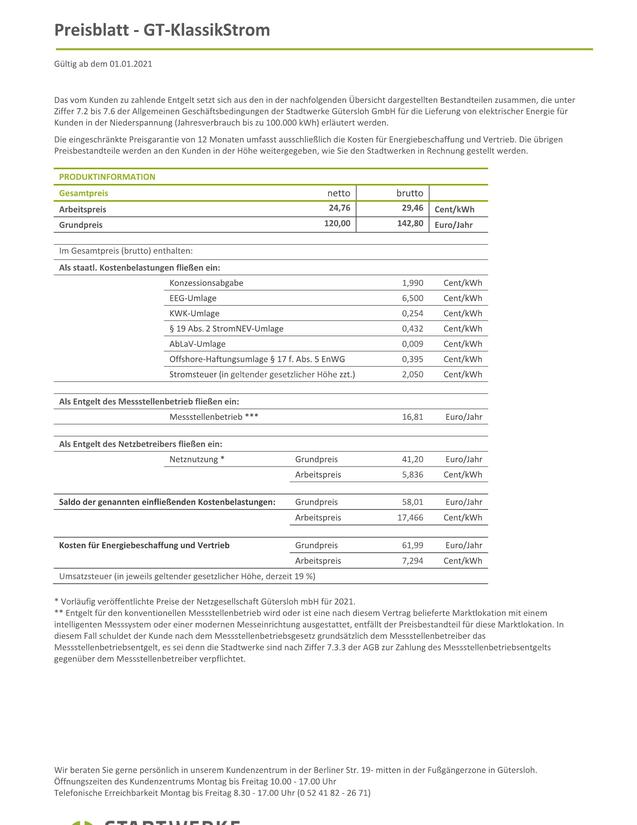 Preisblatt - GT-KlassikStrom
Gültig ab dem 01.01.2021
Das vom Kunden zu zahlende Entgelt setzt sich aus den in der nachfolgenden Übersicht dargestellten Bestandteilen zusammen, die unter
Ziffer 7.2 bis 7.6 der Allgemeinen Geschäftsbedingungen der Stadtwerke Gütersloh GmbH für die Lieferung von elektrischer Energie für
Kunden in der Niederspannung (Jahresverbrauch bis zu 100.000 kWh) erläutert werden.
Die eingeschränkte Preisgarantie von 12 Monaten umfasst ausschließlich die Kosten für Energiebeschaffung und Vertrieb. Die übrigen
Preisbestandteile werden an den Kunden in der Höhe weitergegeben, wie Sie den Stadtwerken in Rechnung gestellt werden.
PRODUKTINFORMATION
Gesamtpreis netto brutto
Arbeitspreis 24,76 29,46 Cent/kWh
Grundpreis 120,00 142,80 Euro/Jahr
Im Gesamtpreis (brutto) enthalten:
Als staatl. Kostenbelastungen fließen ein:
Konzessionsabgabe 1,990 Cent/kWh
EEG-Umlage 6,500 Cent/kWh
KWK-Umlage 0,254 Cent/kWh
§ 19 Abs. 2 StromNEV-Umlage 0,432 Cent/kWh
AbLaV-Umlage 0,009 Cent/kWh
Offshore-Haftungsumlage § 17 f. Abs. 5 EnWG 0,395 Cent/kWh
Stromsteuer (in geltender gesetzlicher Höhe zzt.) 2,050 Cent/kWh
Als Entgelt des Messstellenbetrieb fließen ein:
Messstellenbetrieb *** 16,81 Euro/Jahr
Als Entgelt des Netzbetreibers fließen ein:
Netznutzung * Grundpreis 41,20 Euro/Jahr
Arbeitspreis 5,836 Cent/kWh
Saldo der genannten einfließenden Kostenbelastungen: Grundpreis 58,01 Euro/Jahr
Arbeitspreis 17,466 Cent/kWh
Kosten für Energiebeschaffung und Vertrieb Grundpreis 61,99 Euro/Jahr
Arbeitspreis 7,294 Cent/kWh
Umsatzsteuer (in jeweils geltender gesetzlicher Höhe, derzeit 19 %)
* Vorläufig veröffentlichte Preise der Netzgesellschaft Gütersloh mbH für 2021.
** Entgelt für den konventionellen Messstellenbetrieb wird oder ist eine nach diesem Vertrag belieferte Marktlokation mit einem
intelligenten Messsystem oder einer modernen Messeinrichtung ausgestattet, entfällt der Preisbestandteil für diese Marktlokation. In
diesem Fall schuldet der Kunde nach dem Messstellenbetriebsgesetz grundsätzlich dem Messstellenbetreiber das
Messstellenbetriebsentgelt, es sei denn die Stadtwerke sind nach Ziffer 7.3.3 der AGB zur Zahlung des Messstellenbetriebsentgelts
gegenüber dem Messstellenbetreiber verpflichtet.
Wir beraten Sie gerne persönlich in unserem Kundenzentrum in der Berliner Str. 19- mitten in der Fußgängerzone in Gütersloh.
Öffnungszeiten des Kundenzentrums Montag bis Freitag 10.00 - 17.00 Uhr
Telefonische Erreichbarkeit Montag bis Freitag 8.30 - 17.00 Uhr (0 52 41 82 - 26 71)
STADTWERKE